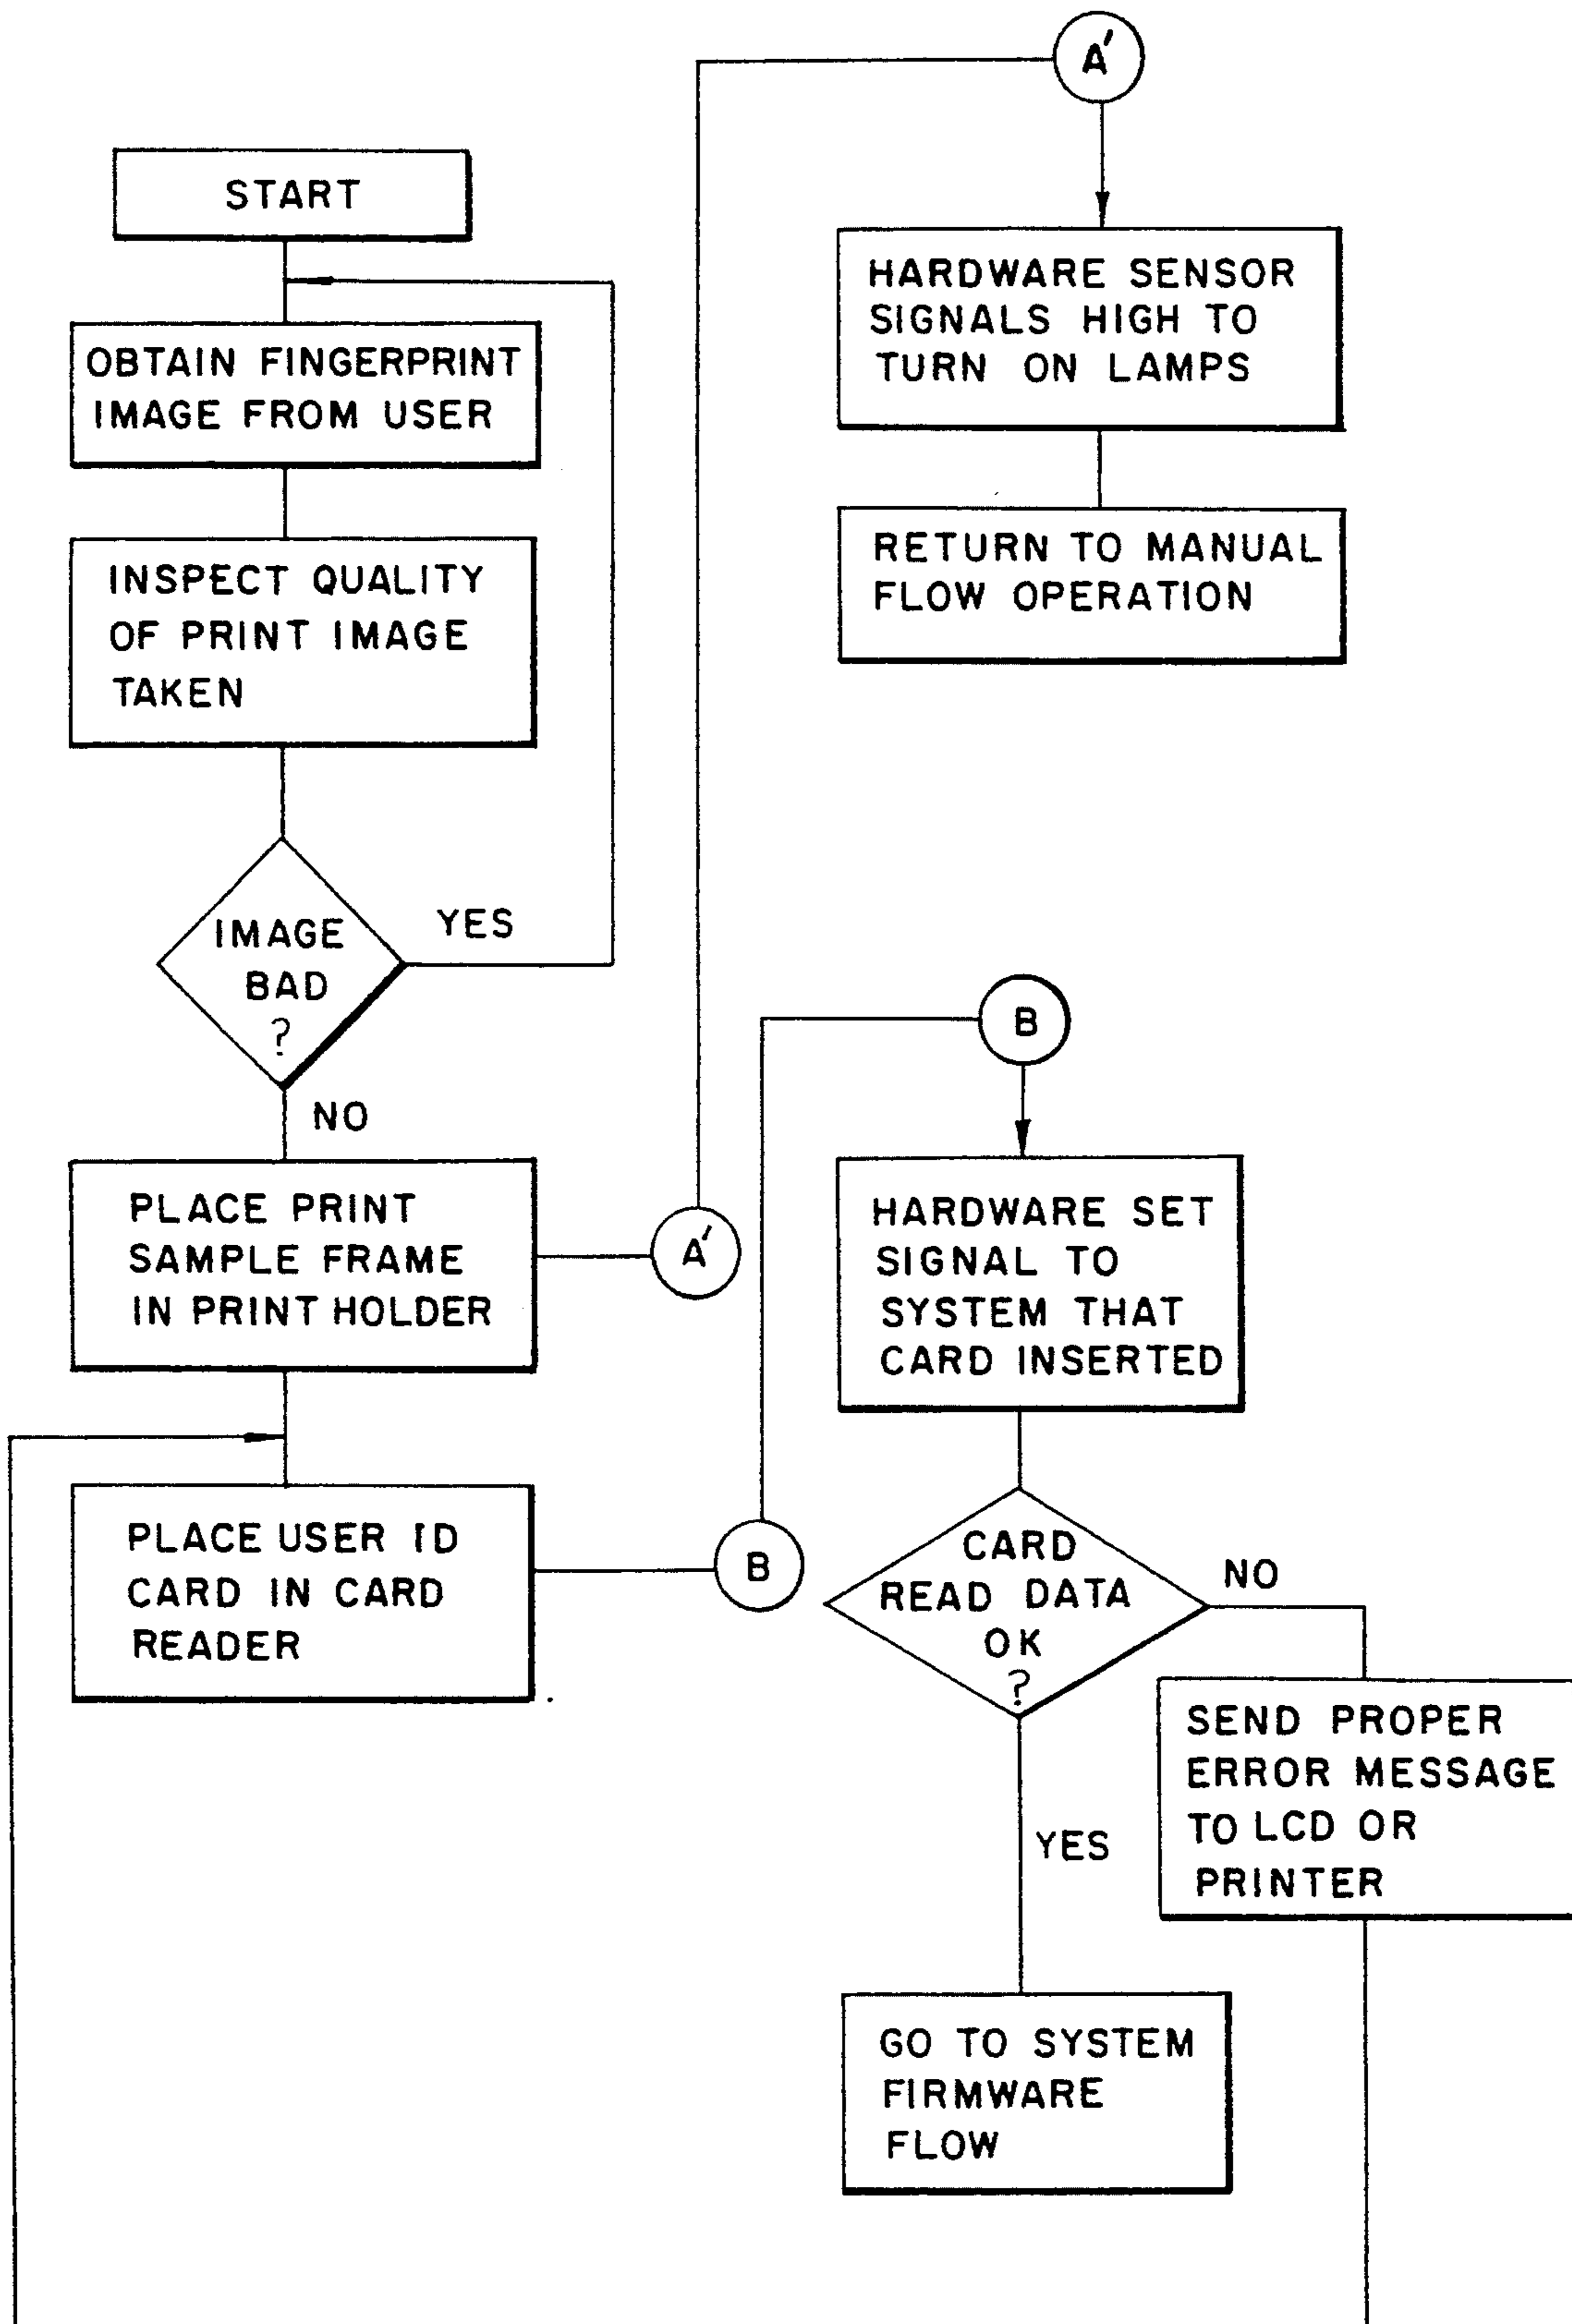 START
OBTAIN FINGERPRINT
IMAGE FROM USER
INSPECT QUALITY
OF PRINT IMAGE
TAKEN
IMAGE
BAD
?
YES
NO
PLACE PRINT
SAMPLE FRAME
IN PRINT HOLDER
A'
PLACE USER ID
CARD IN CARD
READER
B
A'
HARDWARE SENSOR
SIGNALS HIGH TO
TURN ON LAMPS
RETURN TO MANUAL
FLOW OPERATION
B
HARDWARE SET
SIGNAL TO
SYSTEM THAT
CARD INSERTED
CARD
READ DATA
OK
?
NO
SEND PROPER
ERROR MESSAGE
TO LCD OR
PRINTER
YES
GO TO SYSTEM
FIRMWARE
FLOW